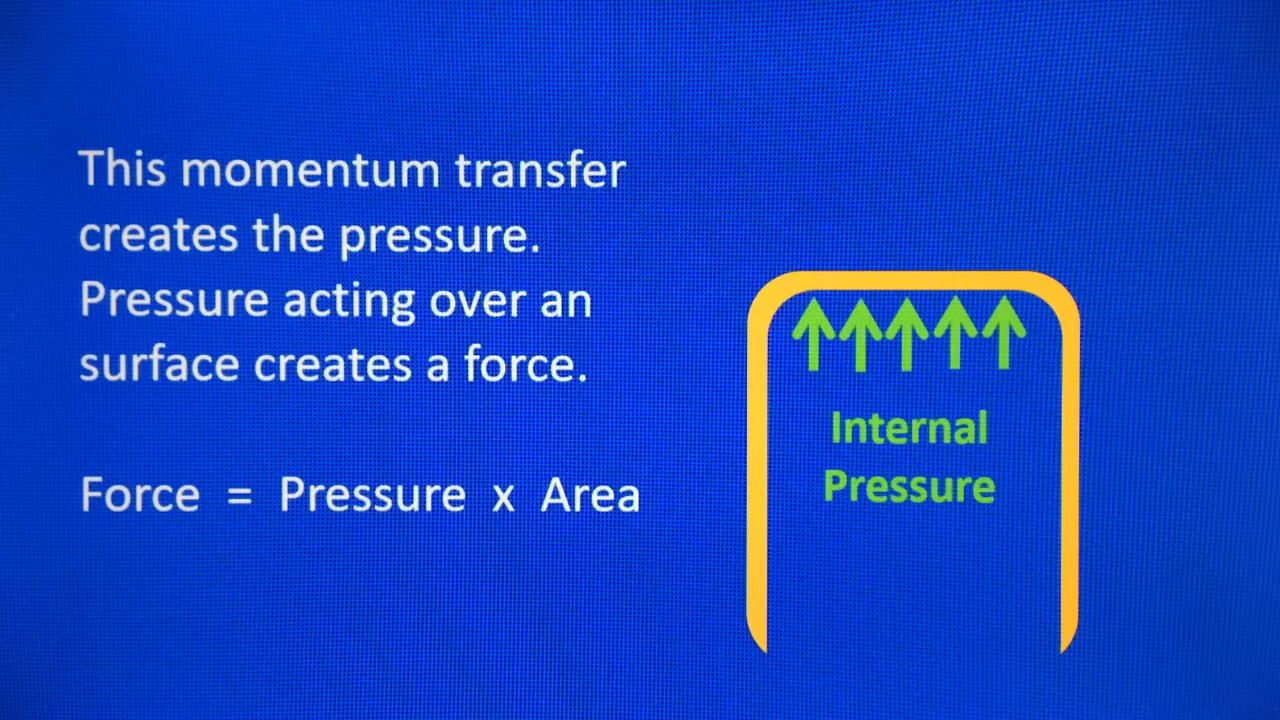 This momentum transfer
creates the pressure.
Pressure acting over an
surface creates a force.
Force = Pressure x Area
Internal
Pressure